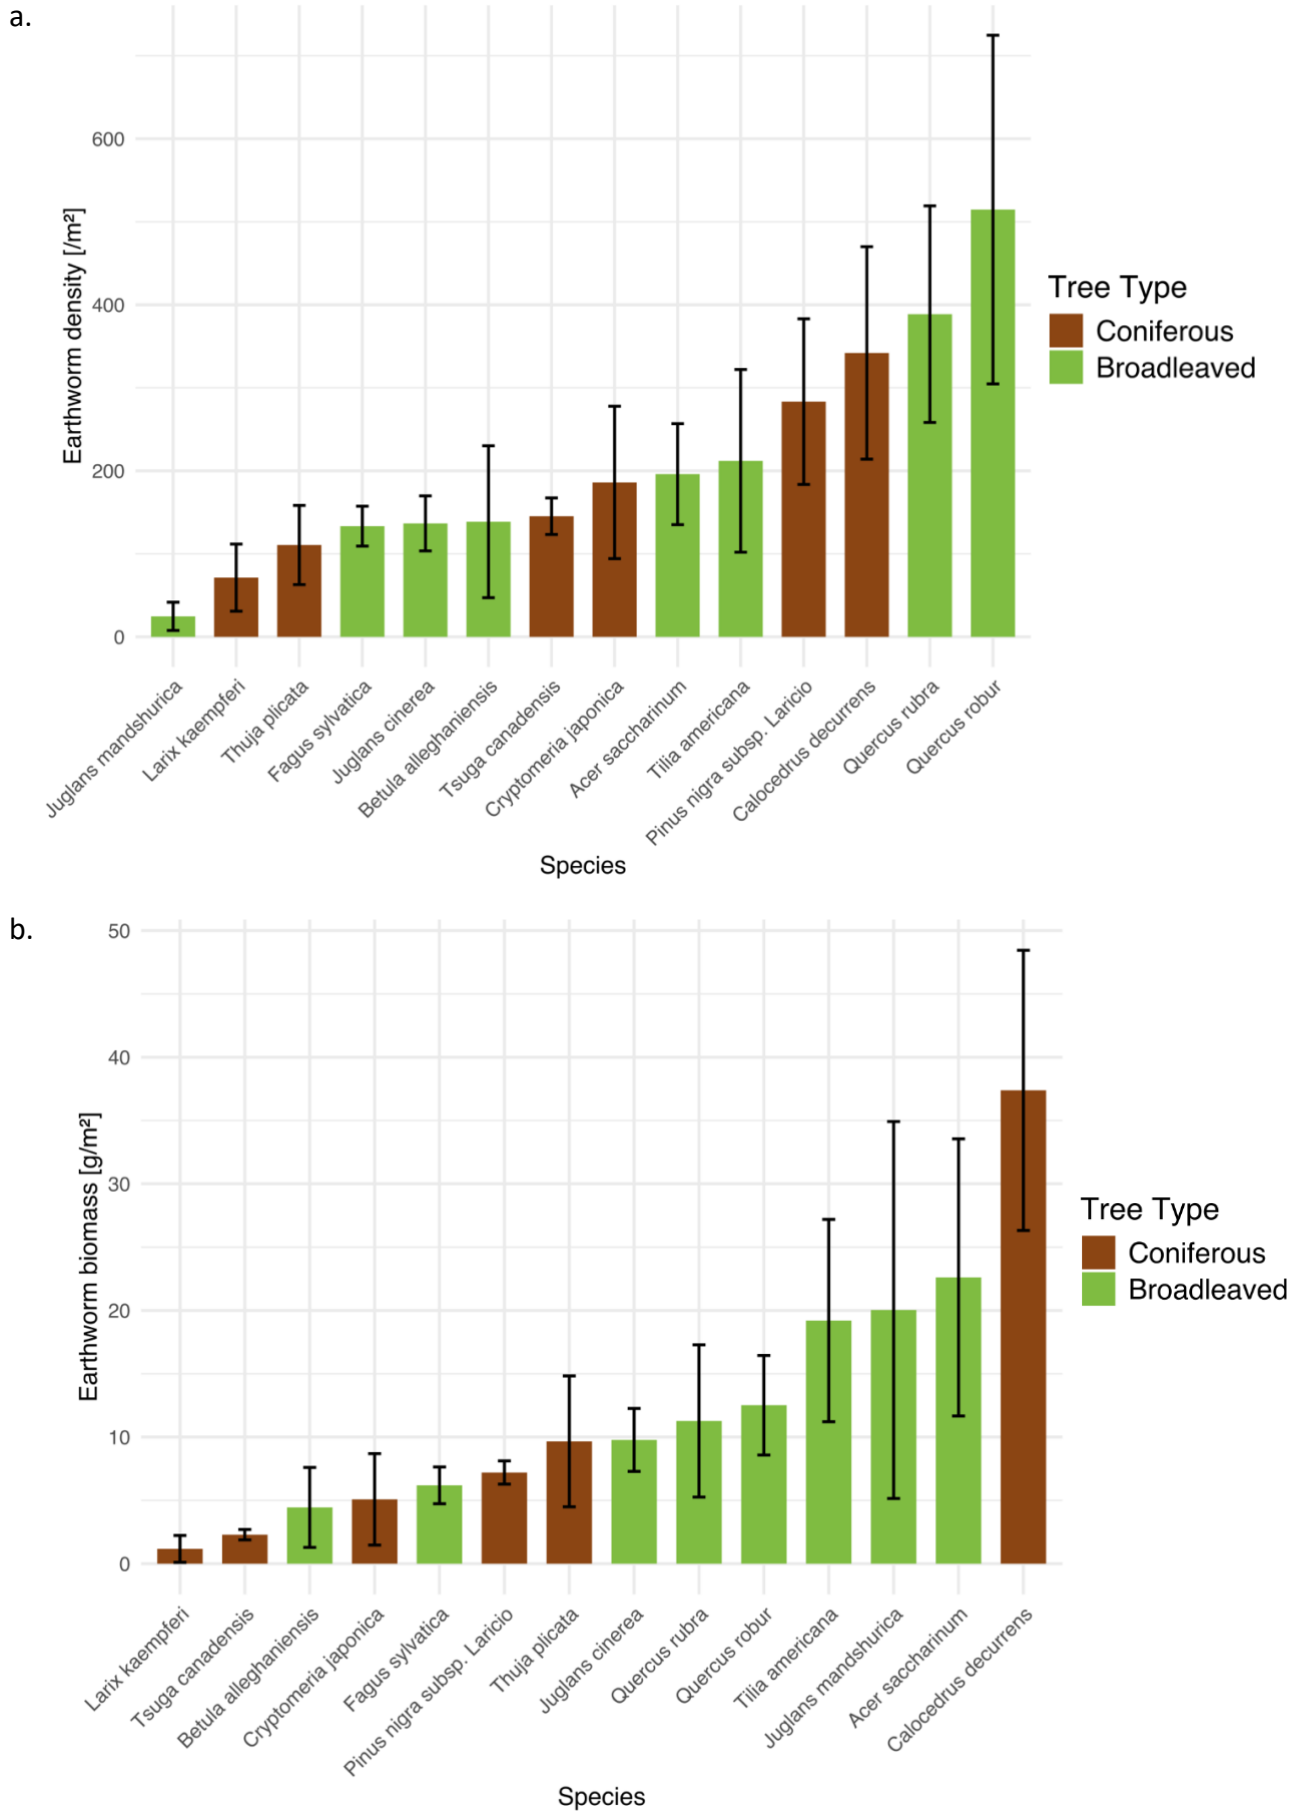 a.
Earthworm density [/m²]
600
400
200
0
Juglans mandshurica
Larix kaempferi
Thuja plicata
Fagus sylvatica
Juglans cinerea
Betula alleghaniensis
Tsuga canadensis
Cryptomeria japonica
Acer saccharinum
Tilia americana
Pinus nigra subsp. Laricio
Calocedrus decurrens
Quercus rubra
Quercus robur
Species
Tree Type
Coniferous
Broadleaved
b.
Earthworm biomass [g/m²]
50
40
30
20
10
0
Larix kaempferi
Tsuga canadensis
Betula alleghaniensis
Cryptomeria japonica
Fagus sylvatica
Pinus nigra subsp. Laricio
Thuja plicata
Juglans cinerea
Quercus rubra
Quercus robur
Tilia americana
Juglans mandshurica
Acer saccharinum
Calocedrus decurrens
Species
Tree Type
Coniferous
Broadleaved